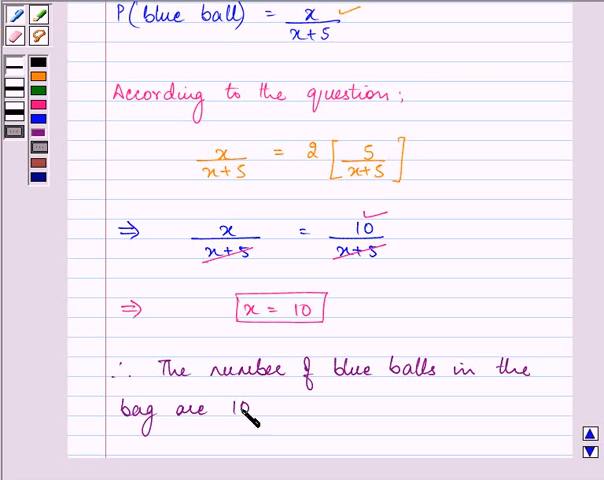 P(blue ball) = x/(x+5) ✓
According to the question;
x/(x+5) = 2 [5/(x+5)]
⇒ x/(x+5) = 10/(x+5) ✓
⇒ x = 10
∴ The number of blue balls in the
bag are 10